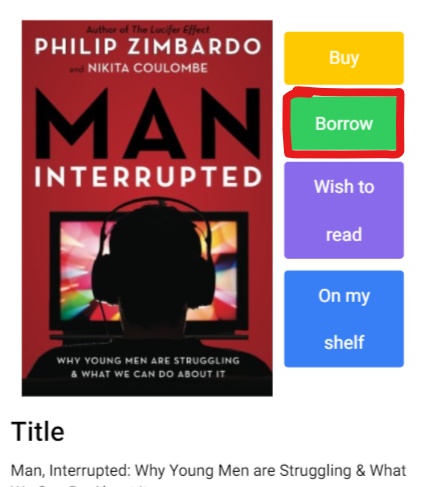 Author of The Lucifer Effect
PHILIP ZIMBARDO
and NIKITA COULOMBE
MAN
INTERRUPTED
WHY YOUNG MEN ARE STRUGGLING
& WHAT WE CAN DO ABOUT IT
Buy
Borrow
Wish to
read
On my
shelf
Title
Man, Interrupted: Why Young Men are Struggling & What